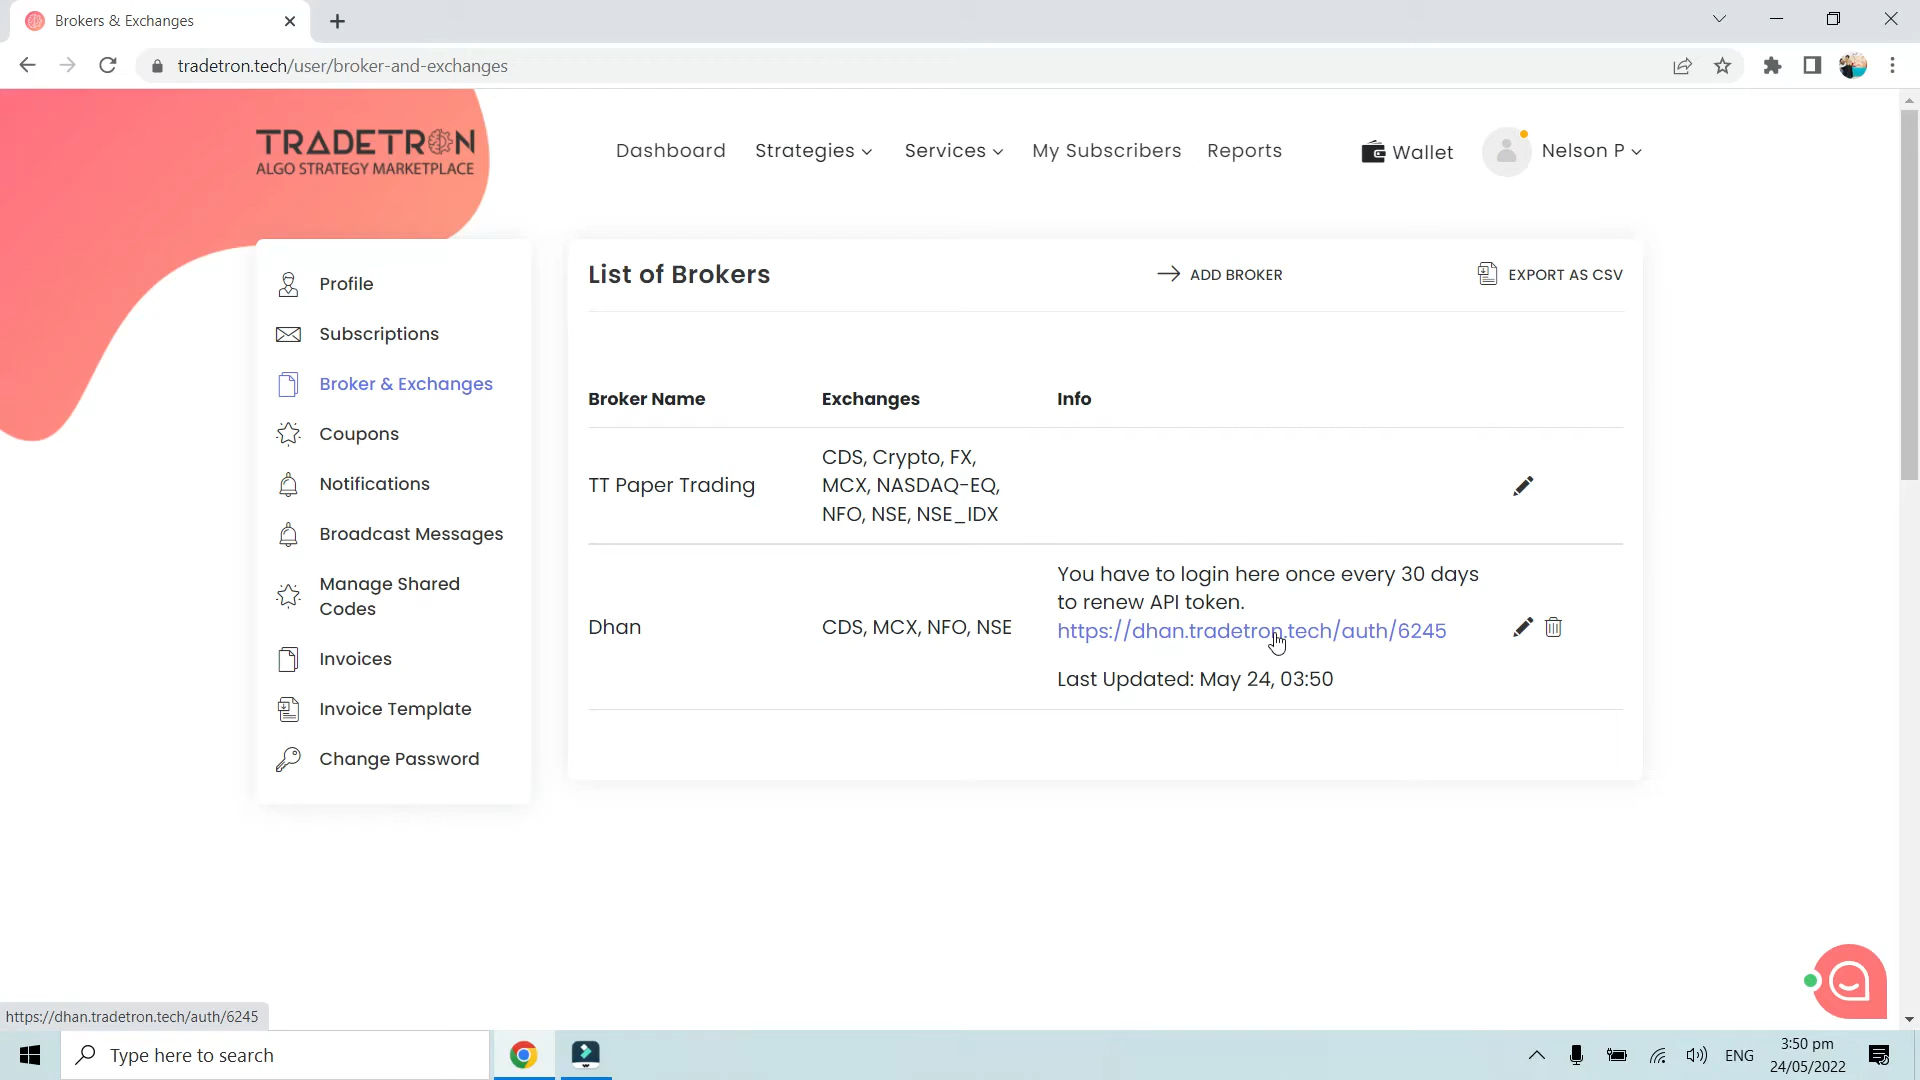 Brokers & Exchanges
tradetron.tech/user/broker-and-exchanges
TRADETRON
ALGO STRATEGY MARKETPLACE
Dashboard Strategies Services My Subscribers Reports Wallet Nelson P
Profile
Subscriptions
Broker & Exchanges
Coupons
Notifications
Broadcast Messages
Manage Shared
Codes
Invoices
Invoice Template
Change Password
List of Brokers ADD BROKER EXPORT AS CSV
Broker Name Exchanges Info
TT Paper Trading
CDS, Crypto, FX,
MCX, NASDAQ-EQ,
NFO, NSE, NSE_IDX
Dhan
CDS, MCX, NFO, NSE
You have to login here once every 30 days
to renew API token.
https://dhan.tradetron.tech/auth/6245
Last Updated: May 24, 03:50
https://dhan.tradetron.tech/auth/6245
Type here to search
ENG
3:50 pm
24/05/2022